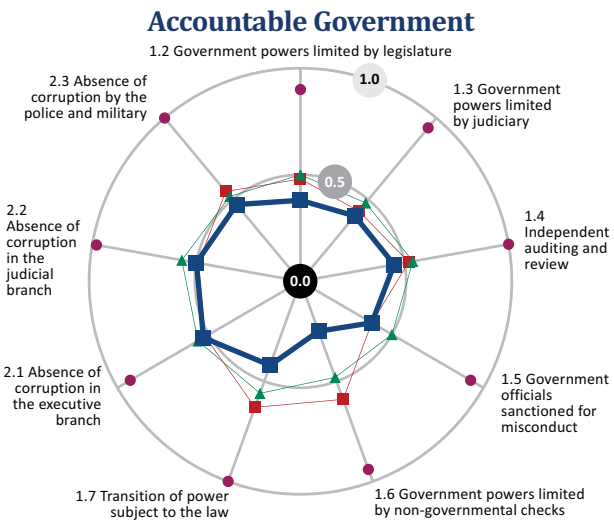 Accountable Government
1.2 Government powers limited by legislature
1.0
2.3 Absence of
corruption by the
police and military
1.3 Government
powers limited
by judiciary
0.5
2.2
Absence of
corruption
in the
judicial
branch
1.4
Independent
auditing and
review
0.0
2.1 Absence of
corruption in
the executive
branch
1.5 Government
officials
sanctioned for
misconduct
1.7 Transition of power
subject to the law
1.6 Government powers limited
by non-governmental checks